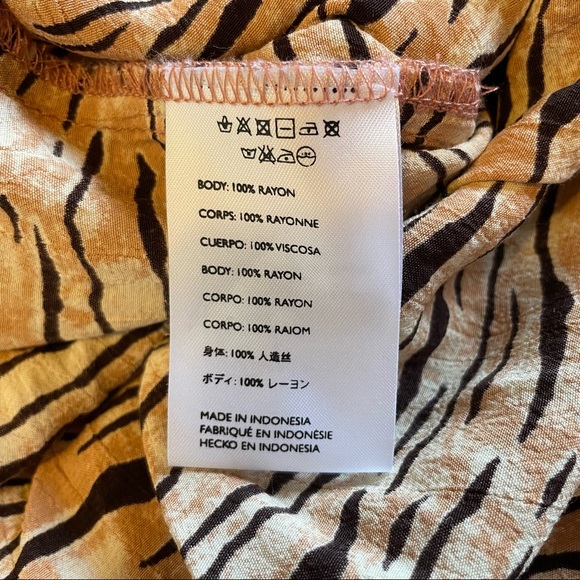 BODY: 100% RAYON
CORPS: 100% RAYONNE
CUERPO: 100% VISCOSA
BODY: 100% RAYON
CORPO: 100% RAYON
CORPO: 100% RAIOM
身体: 100% 人造丝
ボディ: 100% レーヨン
MADE IN INDONESIA
FABRIQUÉ EN INDONÉSIE
HECKO EN INDONESIA